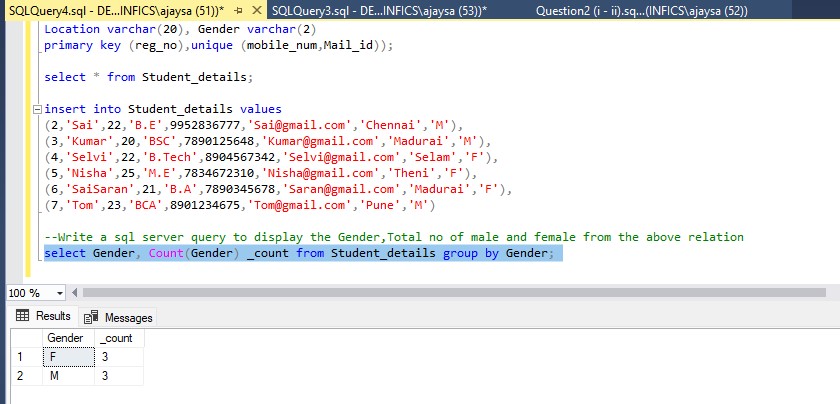 SQLQuery4.sql - DE...INFICS\ajaysa (51))* SQLQuery3.sql - DE...INFICS\ajaysa (53))* Question2 (i - ii).sq...(INFICS\ajaysa (52))
Location varchar(20), Gender varchar(2)
primary key (reg_no),unique (mobile_num,Mail_id));
select * from Student_details;
insert into Student_details values
(2,'Sai',22,'B.E',9952836777,'Sai@gmail.com','Chennai','M'),
(3,'Kumar',20,'BSC',7890125648,'Kumar@gmail.com','Madurai','M'),
(4,'Selvi',22,'B.Tech',8904567342,'Selvi@gmail.com','Selam','F'),
(5,'Nisha',25,'M.E',7834672310,'Nisha@gmail.com','Theni','F'),
(6,'SaiSaran',21,'B.A',7890345678,'Saran@gmail.com','Madurai','F'),
(7,'Tom',23,'BCA',8901234675,'Tom@gmail.com','Pune','M')
--Write a sql server query to display the Gender,Total no of male and female from the above relation
select Gender, Count(Gender) _count from Student_details group by Gender;
100 %
Results Messages
Gender _count
1 F 3
2 M 3